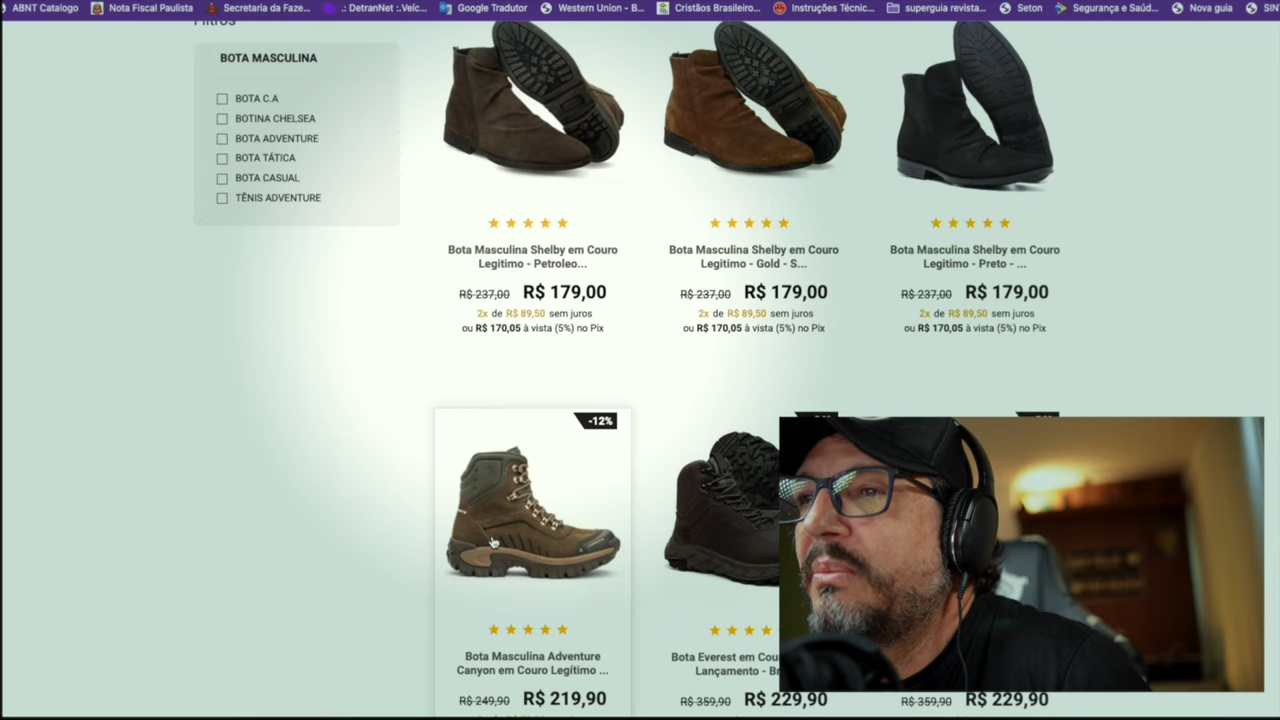 ABNT Catalogo Nota Fiscal Paulista Secretaria da Faze... .: DetranNet :.Veíc... Google Tradutor Western Union - B... Cristãos Brasileiro... Instruções Técnic... superguia revista... Seton Segurança e Saúd... Nova guia SIN
Filtros
BOTA MASCULINA
BOTA C.A
BOTINA CHELSEA
BOTA ADVENTURE
BOTA TÁTICA
BOTA CASUAL
TÊNIS ADVENTURE
Bota Masculina Shelby em Couro
Legítimo - Petroleo...
R$ 237,00 R$ 179,00
2x de R$ 89,50 sem juros
ou R$ 170,05 à vista (5%) no Pix
Bota Masculina Shelby em Couro
Legitimo - Gold - S...
R$ 237,00 R$ 179,00
2x de R$ 89,50 sem juros
ou R$ 170,05 à vista (5%) no Pix
Bota Masculina Shelby em Couro
Legitimo - Preto - ...
R$ 237,00 R$ 179,00
2x de R$ 89,50 sem juros
ou R$ 170,05 à vista (5%) no Pix
-12%
Bota Masculina Adventure
Canyon em Couro Legítimo ...
R$ 249,90 R$ 219,90
Bota Everest em Cou
Lançamento - Br
R$ 359,90 R$ 229,90
R$ 359,90 R$ 229,90